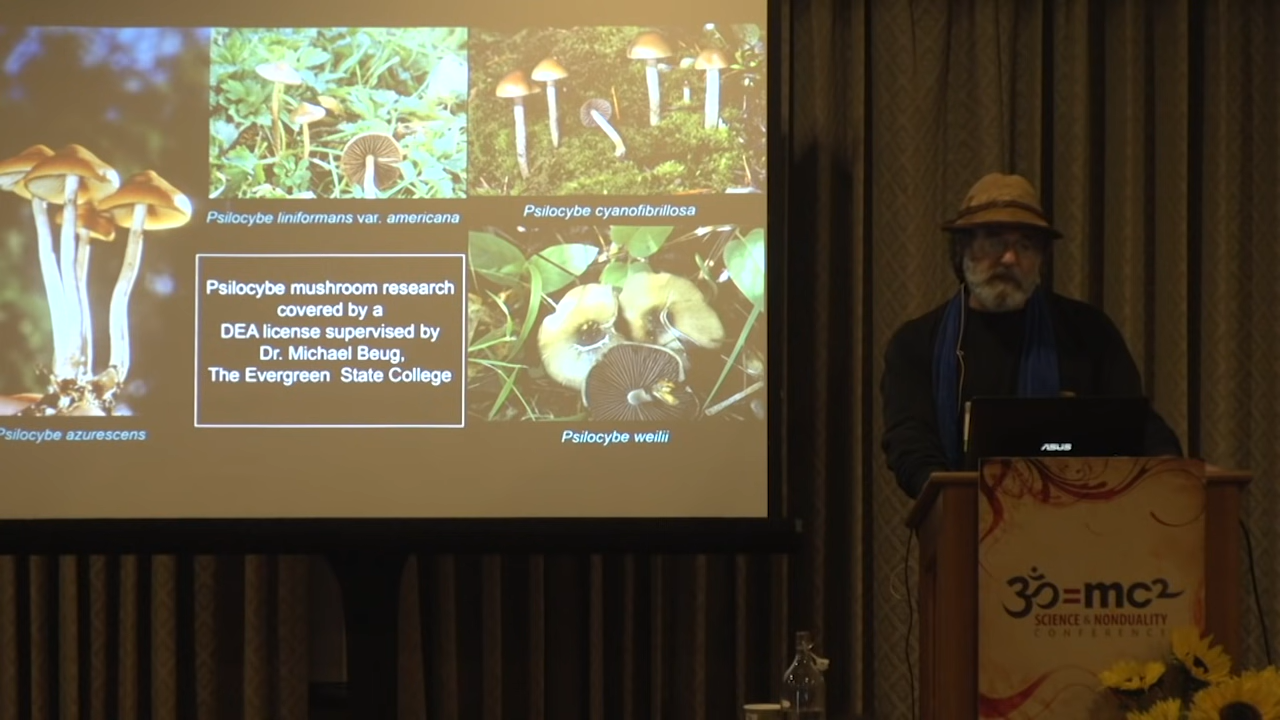 Psilocybe liniformans var. americana
Psilocybe cyanofibrillosa
Psilocybe mushroom research
covered by a
DEA license supervised by
Dr. Michael Beug,
The Evergreen State College
Psilocybe azurescens
Psilocybe weilii
ASUS
ॐ=mc2
SCIENCE & NONDUALITY
CONFERENCE